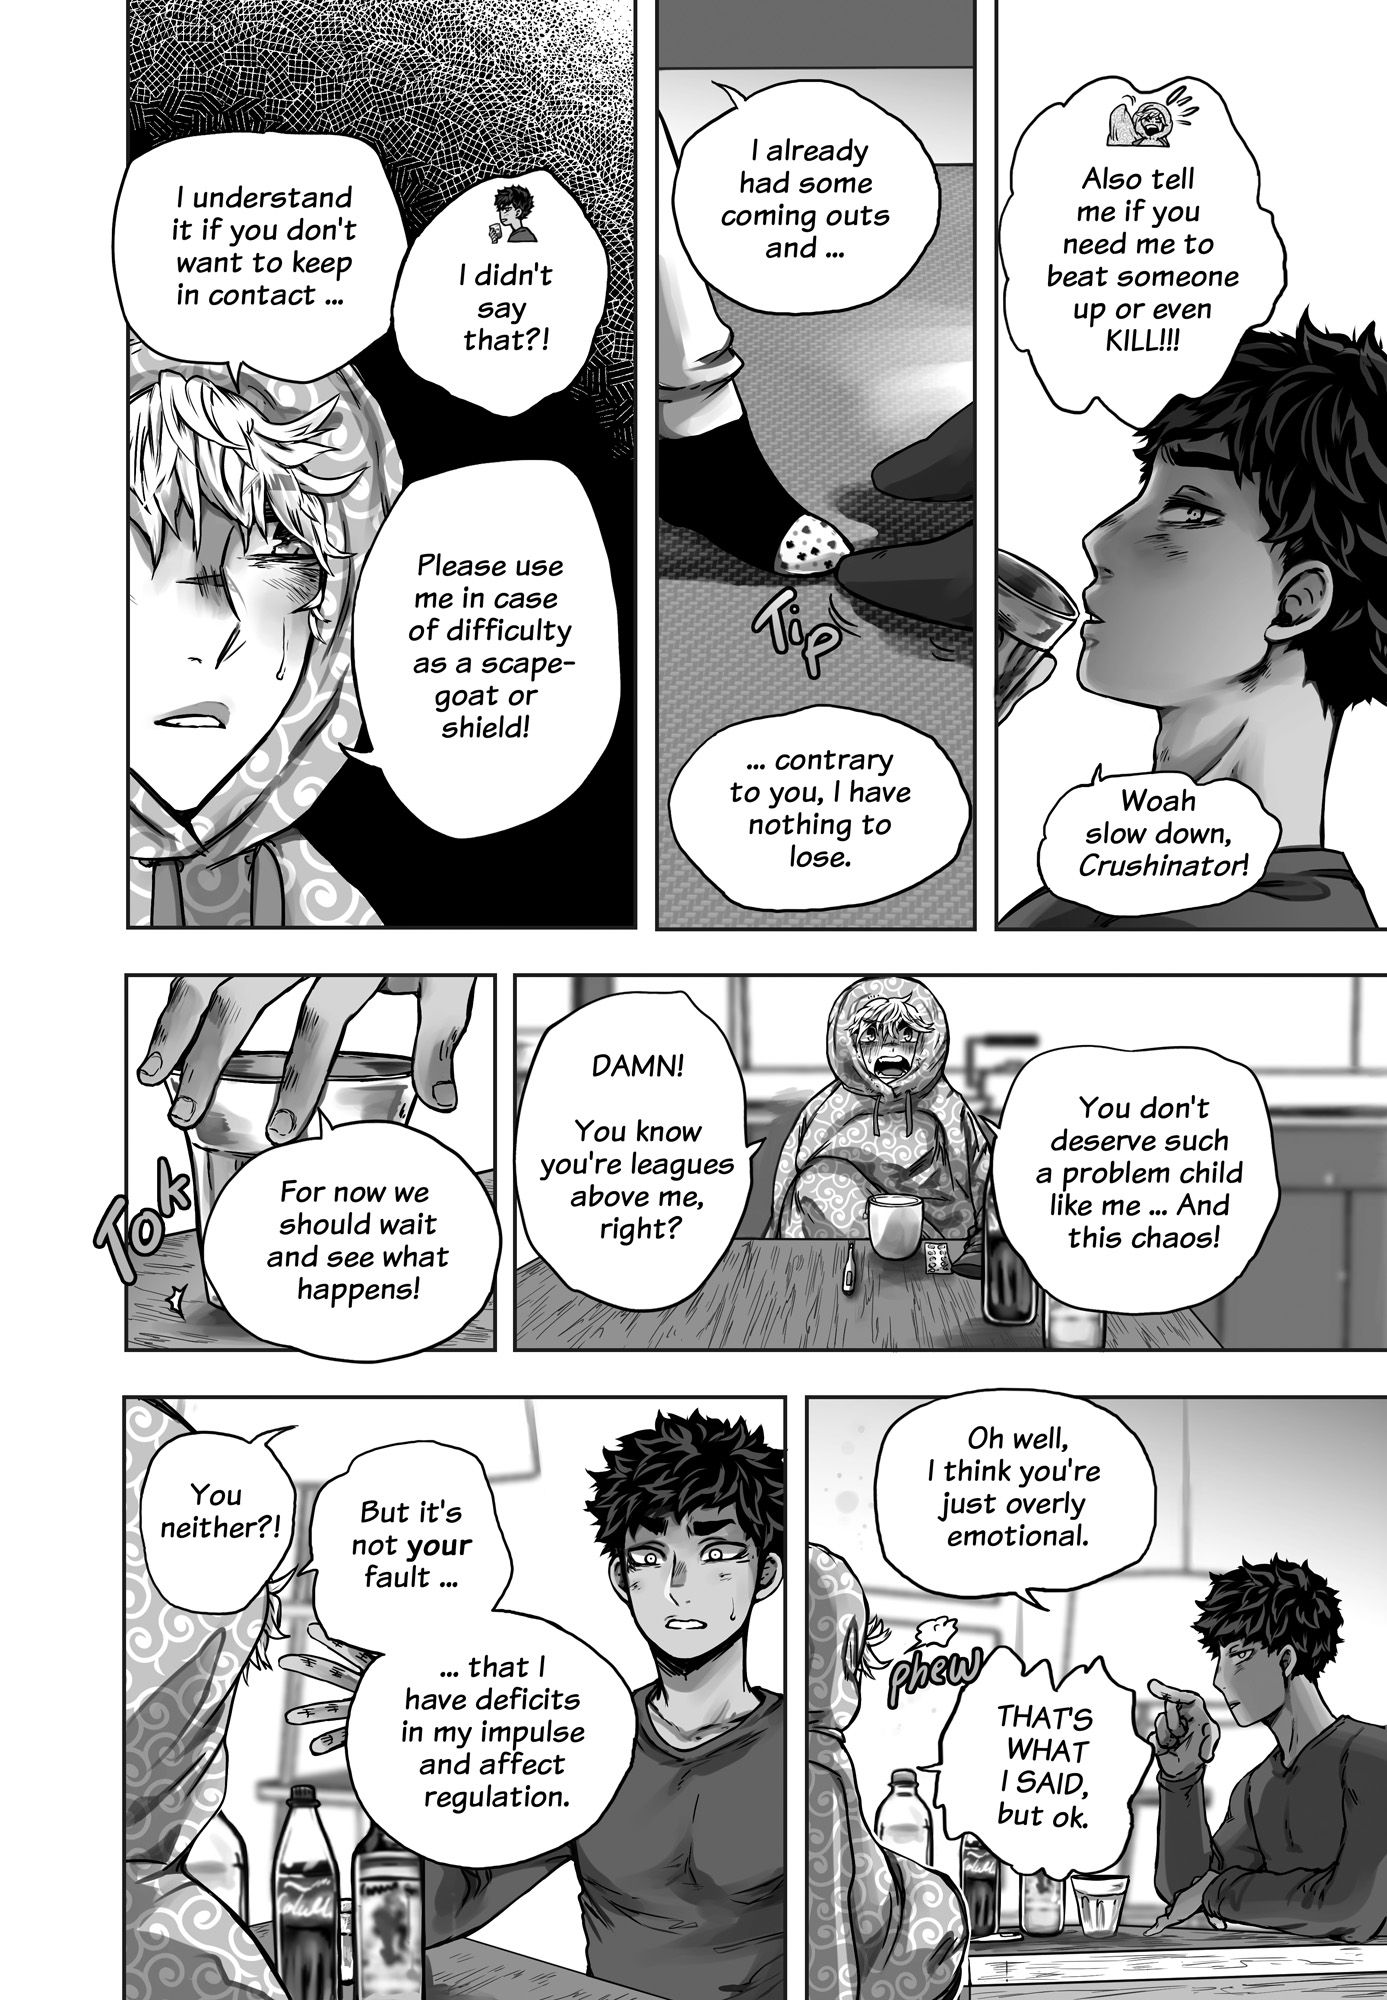 I understand
it if you don't
want to keep
in contact ...
I didn't
say
that?!
Please use
me in case
of difficulty
as a scape-
goat or
shield!
I already
had some
coming outs
and ...
Tip
... contrary
to you, I have
nothing to
lose.
Also tell
me if you
need me to
beat someone
up or even
KILL!!!
Woah
slow down,
Crushinator!
Tok
For now we
should wait
and see what
happens!
DAMN!
You know
you're leagues
above me,
right?
You don't
deserve such
a problem child
like me ... And
this chaos!
You
neither?!
But it's
not your
fault ...
... that I
have deficits
in my impulse
and affect
regulation.
Oh well,
I think you're
just overly
emotional.
phew
THAT'S
WHAT
I SAID,
but ok.